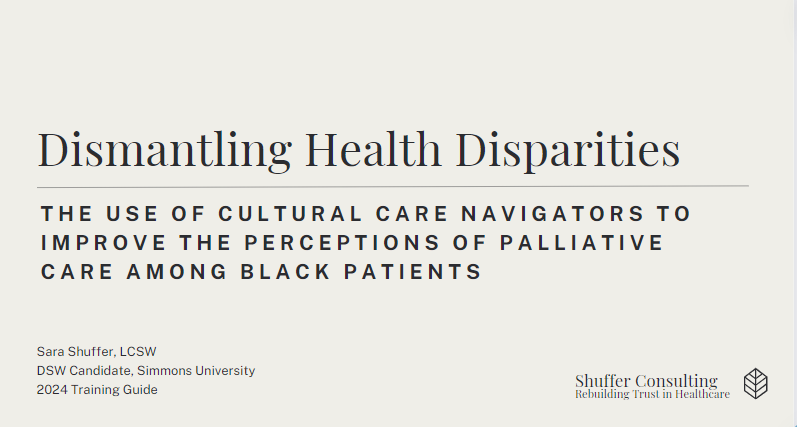 Dismantling Health Disparities
THE USE OF CULTURAL CARE NAVIGATORS TO
IMPROVE THE PERCEPTIONS OF PALLIATIVE
CARE AMONG BLACK PATIENTS
Sara Shuffer, LCSW
DSW Candidate, Simmons University
2024 Training Guide
Shuffer Consulting
Rebuilding Trust in Healthcare